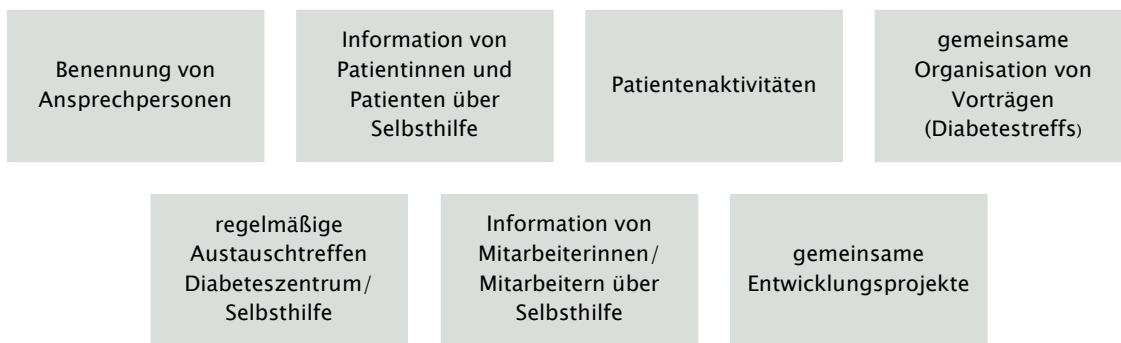 Benennung von
Ansprechpersonen
Information von
Patientinnen und
Patienten über
Selbsthilfe
Patientenaktivitäten
gemeinsame
Organisation von
Vorträgen
(Diabetestreffs)
regelmäßige
Austauschtreffen
Diabeteszentrum/
Selbsthilfe
Information von
Mitarbeiterinnen/
Mitarbeitern über
Selbsthilfe
gemeinsame
Entwicklungsprojekte